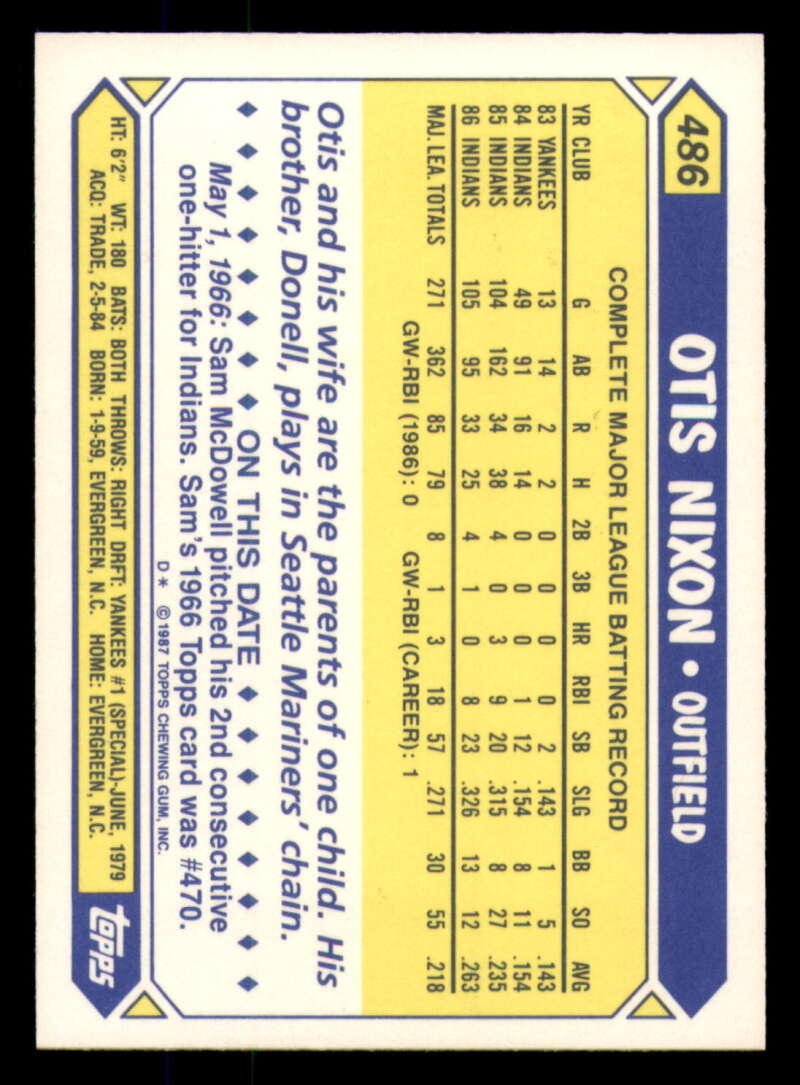 486 OTIS NIXON • OUTFIELD
COMPLETE MAJOR LEAGUE BATTING RECORD
YR CLUB G AB R H 2B 3B HR RBI SB SLG BB SO AVG
83 YANKEES 13 14 2 2 0 0 0 0 2 .143 1 5 .143
84 INDIANS 49 91 16 14 0 0 0 1 12 .154 8 11 .154
85 INDIANS 104 162 34 38 4 0 3 9 20 .315 8 27 .235
86 INDIANS 105 95 33 25 4 1 0 8 23 .326 13 12 .263
MAJ. LEA. TOTALS 271 362 85 79 8 1 3 18 57 .271 30 55 .218
GW-RBI (1986): 0 GW-RBI (CAREER): 1
Otis and his wife are the parents of one child. His
brother, Donell, plays in Seattle Mariners' chain.
ON THIS DATE
May 1, 1966: Sam McDowell pitched his 2nd consecutive
one-hitter for Indians. Sam's 1966 Topps card was #470.
D* ©1987 TOPPS CHEWING GUM, INC.
HT: 6'2" WT: 180 BATS: BOTH THROWS: RIGHT DRFT: YANKEES #1 (SPECIAL)-JUNE, 1979
ACQ: TRADE, 2-5-84 BORN: 1-9-59, EVERGREEN, N.C. HOME: EVERGREEN, N.C.
topps